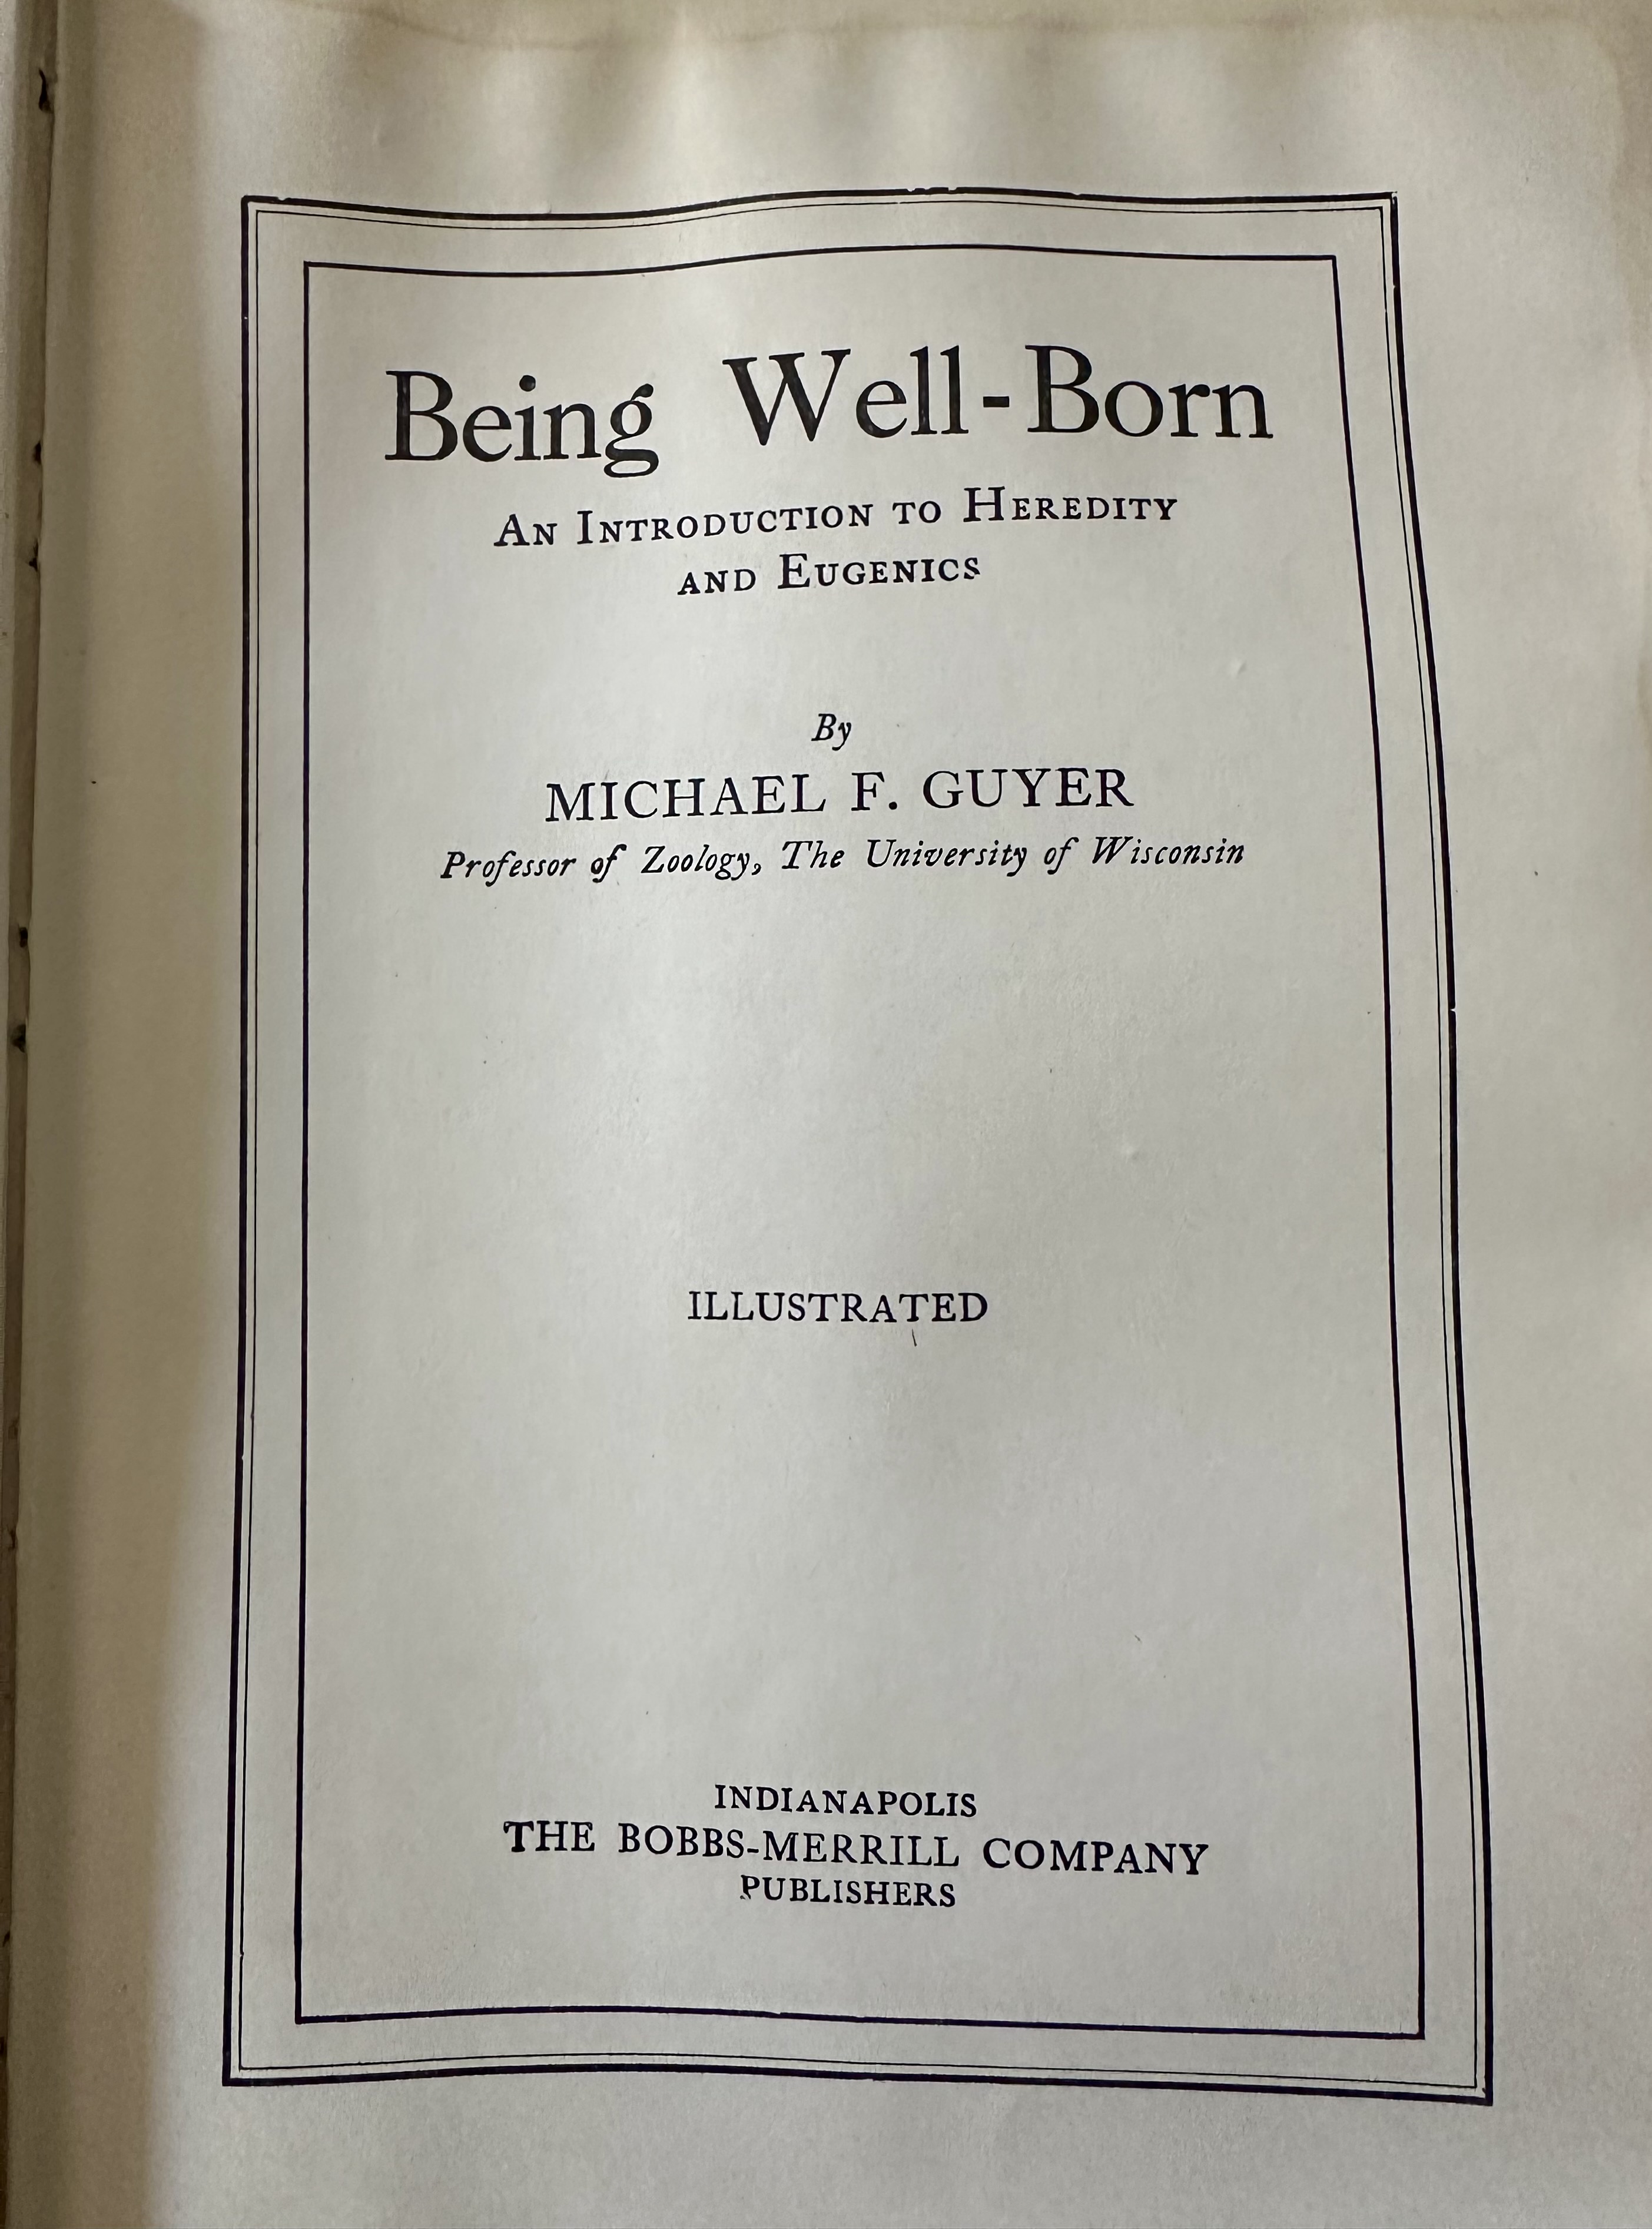 Being Well-Born
An Introduction to Heredity
and Eugenics
By
MICHAEL F. GUYER
Professor of Zoology, The University of Wisconsin
ILLUSTRATED
INDIANAPOLIS
THE BOBBS-MERRILL COMPANY
PUBLISHERS